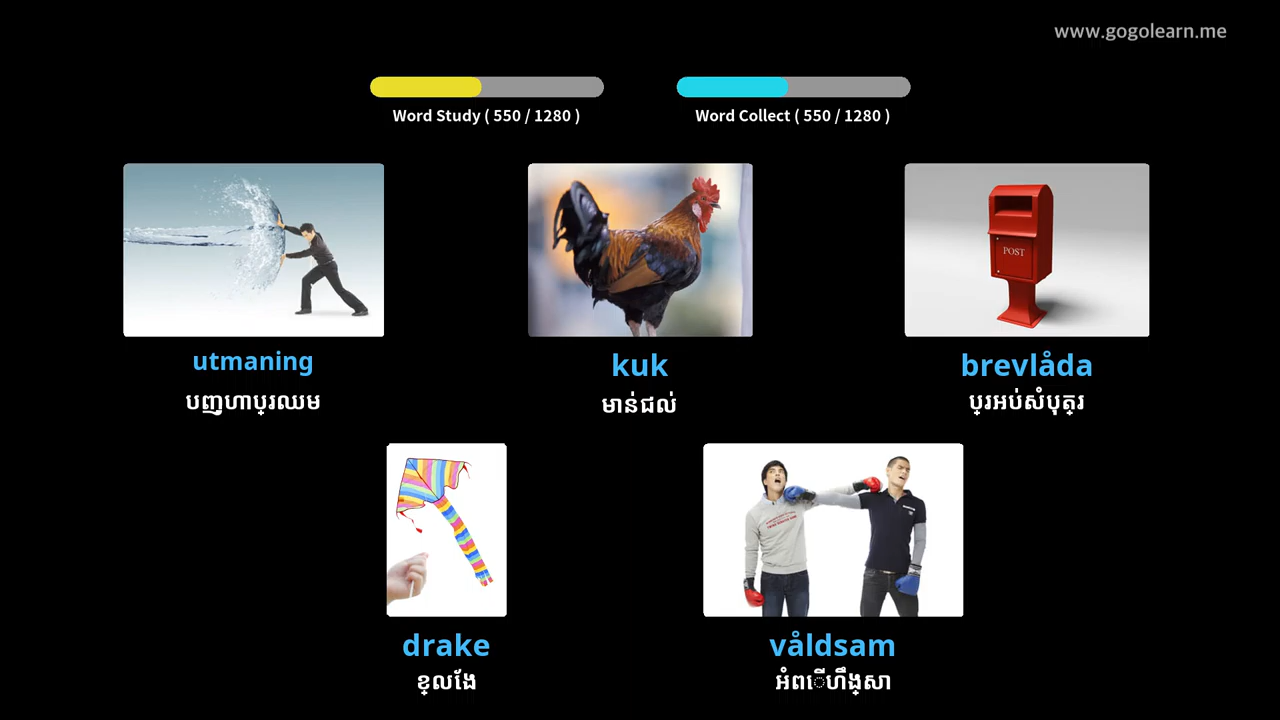 www.gogolearn.me
Word Study ( 550 / 1280 )
Word Collect ( 550 / 1280 )
POST
utmaning
kuk
brevlåda
បញ្ហាប្រឈម
មាន់ជល់
ប្រអប់សំបុត្រ
drake
våldsam
ខ្លែង
អំពើហឹង្សា